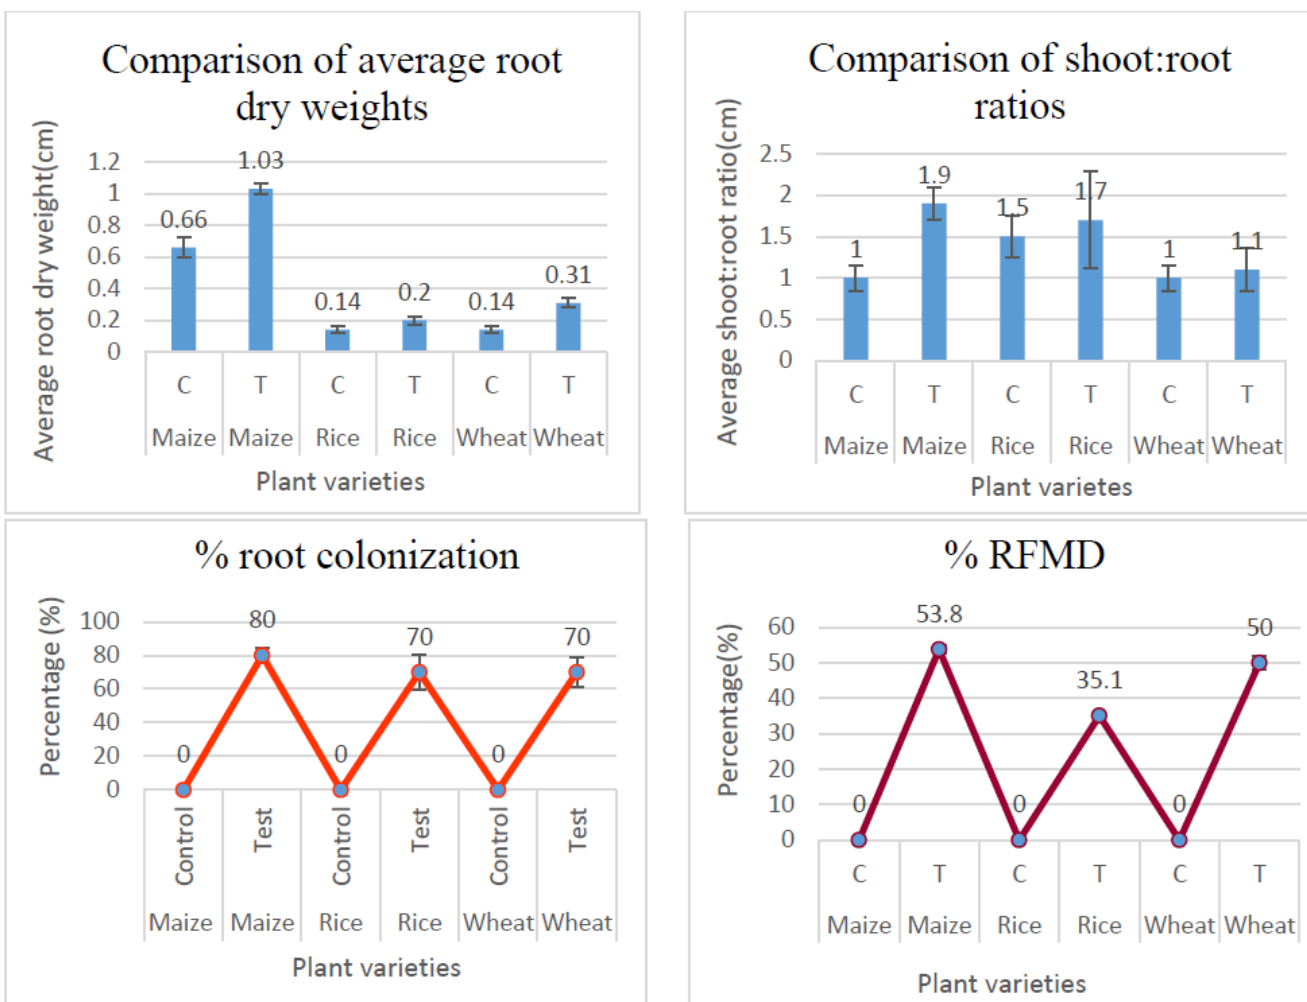 Comparison of average root
dry weights
Average root dry weight(cm)
1.2
1
0.8
0.6
0.4
0.2
0
0.66
1.03
0.14
0.2
0.14
0.31
C T C T C T
Maize Maize Rice Rice Wheat Wheat
Plant varieties
Comparison of shoot:root
ratios
Average shoot:root ratio(cm)
2.5
2
1.5
1
0.5
0
1
1.9
1.5
1.7
1
1.1
C T C T C T
Maize Maize Rice Rice Wheat Wheat
Plant varietes
% root colonization
Percentage (%)
100
80
60
40
20
0
0
80
0
70
0
70
Control Test Control Test Control Test
Maize Maize Rice Rice Wheat Wheat
Plant varieties
% RFMD
Percentage(%)
60
50
40
30
20
10
0
0
53.8
0
35.1
0
50
C T C T C T
Maize Maize Rice Rice Wheat Wheat
Plant varieties